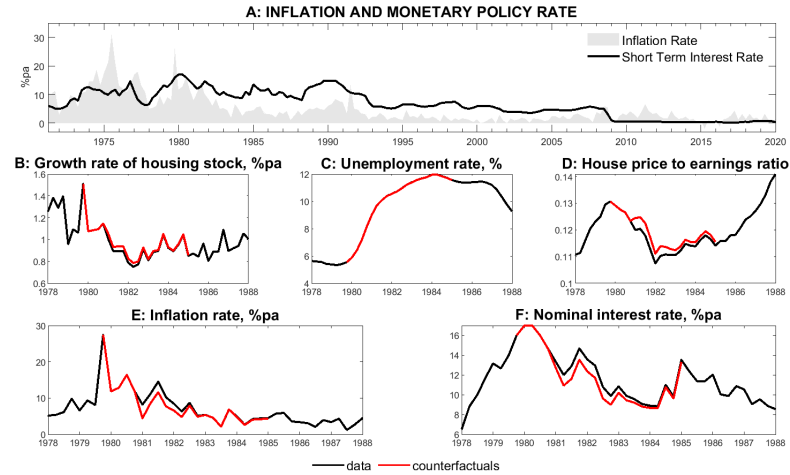 A: INFLATION AND MONETARY POLICY RATE
%pa
30
20
10
0
Inflation Rate
Short Term Interest Rate
1975 1980 1985 1990 1995 2000 2005 2010 2015 2020
B: Growth rate of housing stock, %pa
1.6
1.4
1.2
1
0.8
0.6
1978 1980 1982 1984 1986 1988
C: Unemployment rate, %
12
10
8
6
4
1978 1980 1982 1984 1986 1988
D: House price to earnings ratio
0.14
0.13
0.12
0.11
0.1
1978 1980 1982 1984 1986 1988
E: Inflation rate, %pa
30
20
10
0
1978 1979 1980 1981 1982 1983 1984 1985 1986 1987 1988
F: Nominal interest rate, %pa
16
14
12
10
8
6
1978 1979 1980 1981 1982 1983 1984 1985 1986 1987 1988
data counterfactuals